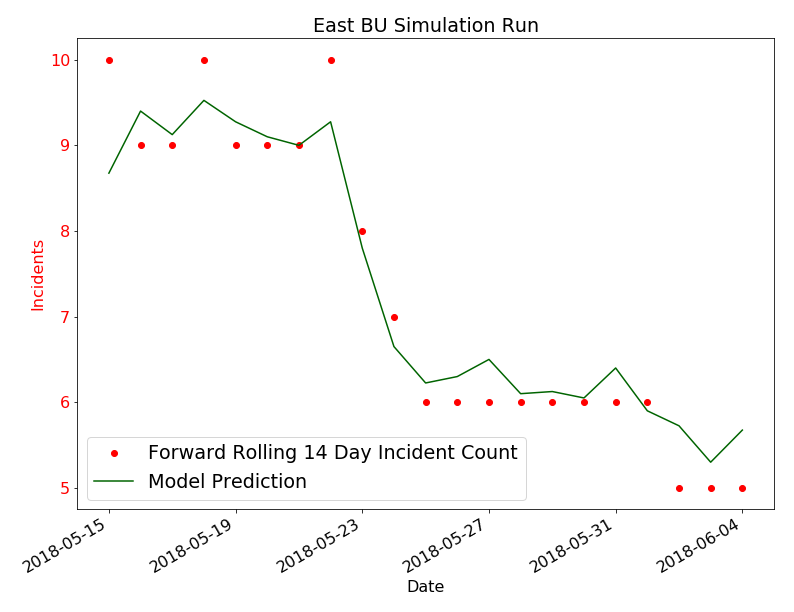 East BU Simulation Run
Incidents
10
9
8
7
6
5
Forward Rolling 14 Day Incident Count
Model Prediction
2018-05-15
2018-05-19
2018-05-23
2018-05-27
2018-05-31
2018-06-04
Date